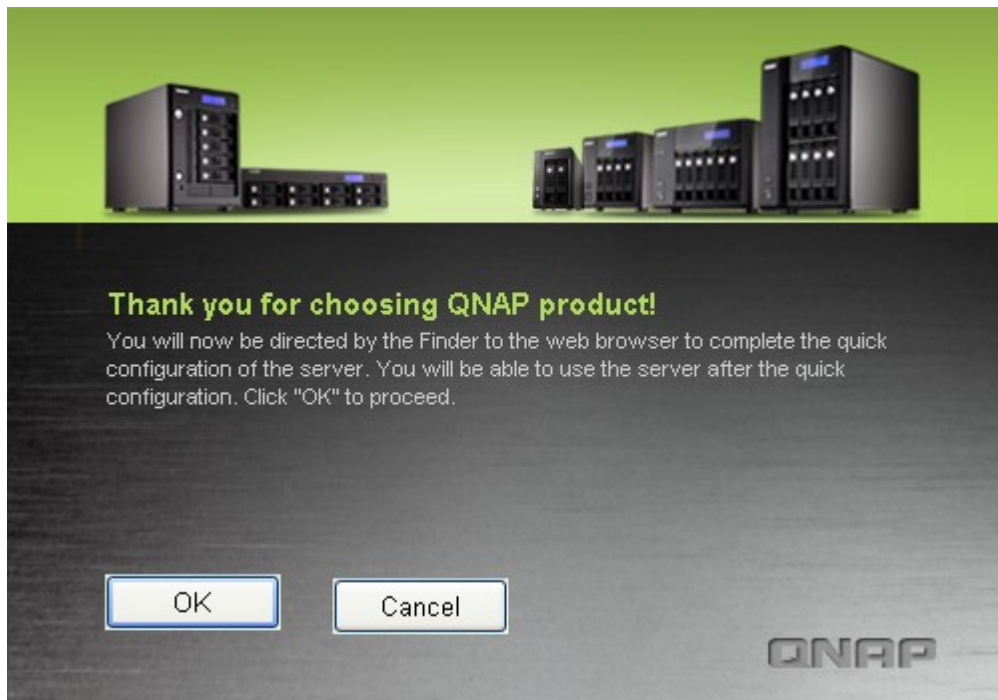 Thank you for choosing QNAP product!
You will now be directed by the Finder to the web browser to complete the quick
configuration of the server. You will be able to use the server after the quick
configuration. Click "OK" to proceed.
OK
Cancel
QNAP